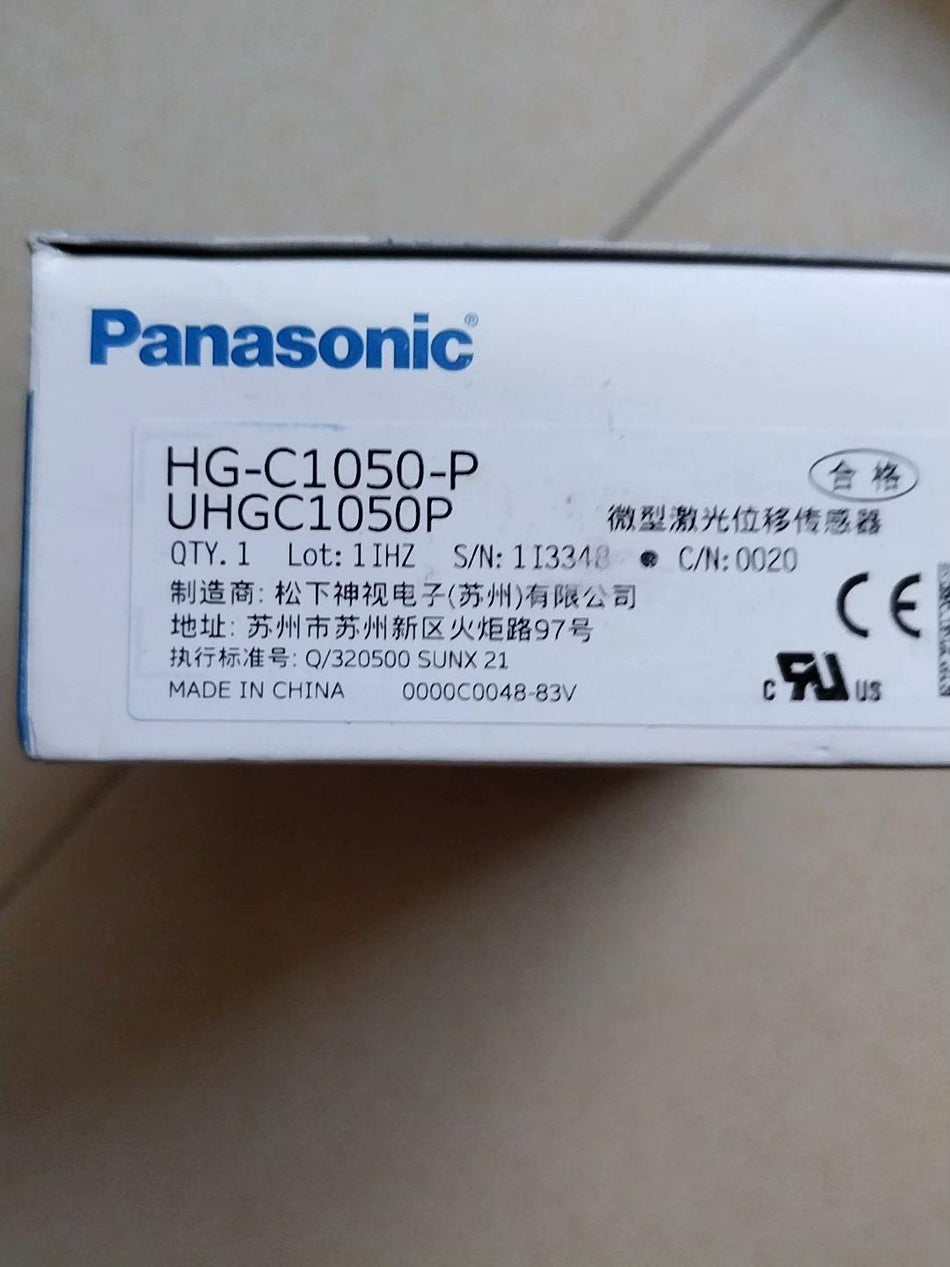 Panasonic®
HG-C1050-P
合格
UHGC1050P
微型激光位移传感器
QTY.1 Lot:1IHZ S/N:1I3348 C/N:0020
制造商: 松下神视电子(苏州)有限公司
地址: 苏州市苏州新区火炬路97号
CE
执行标准号: Q/320500 SUNX 21
MADE IN CHINA 0000C0048-83V
C RU US